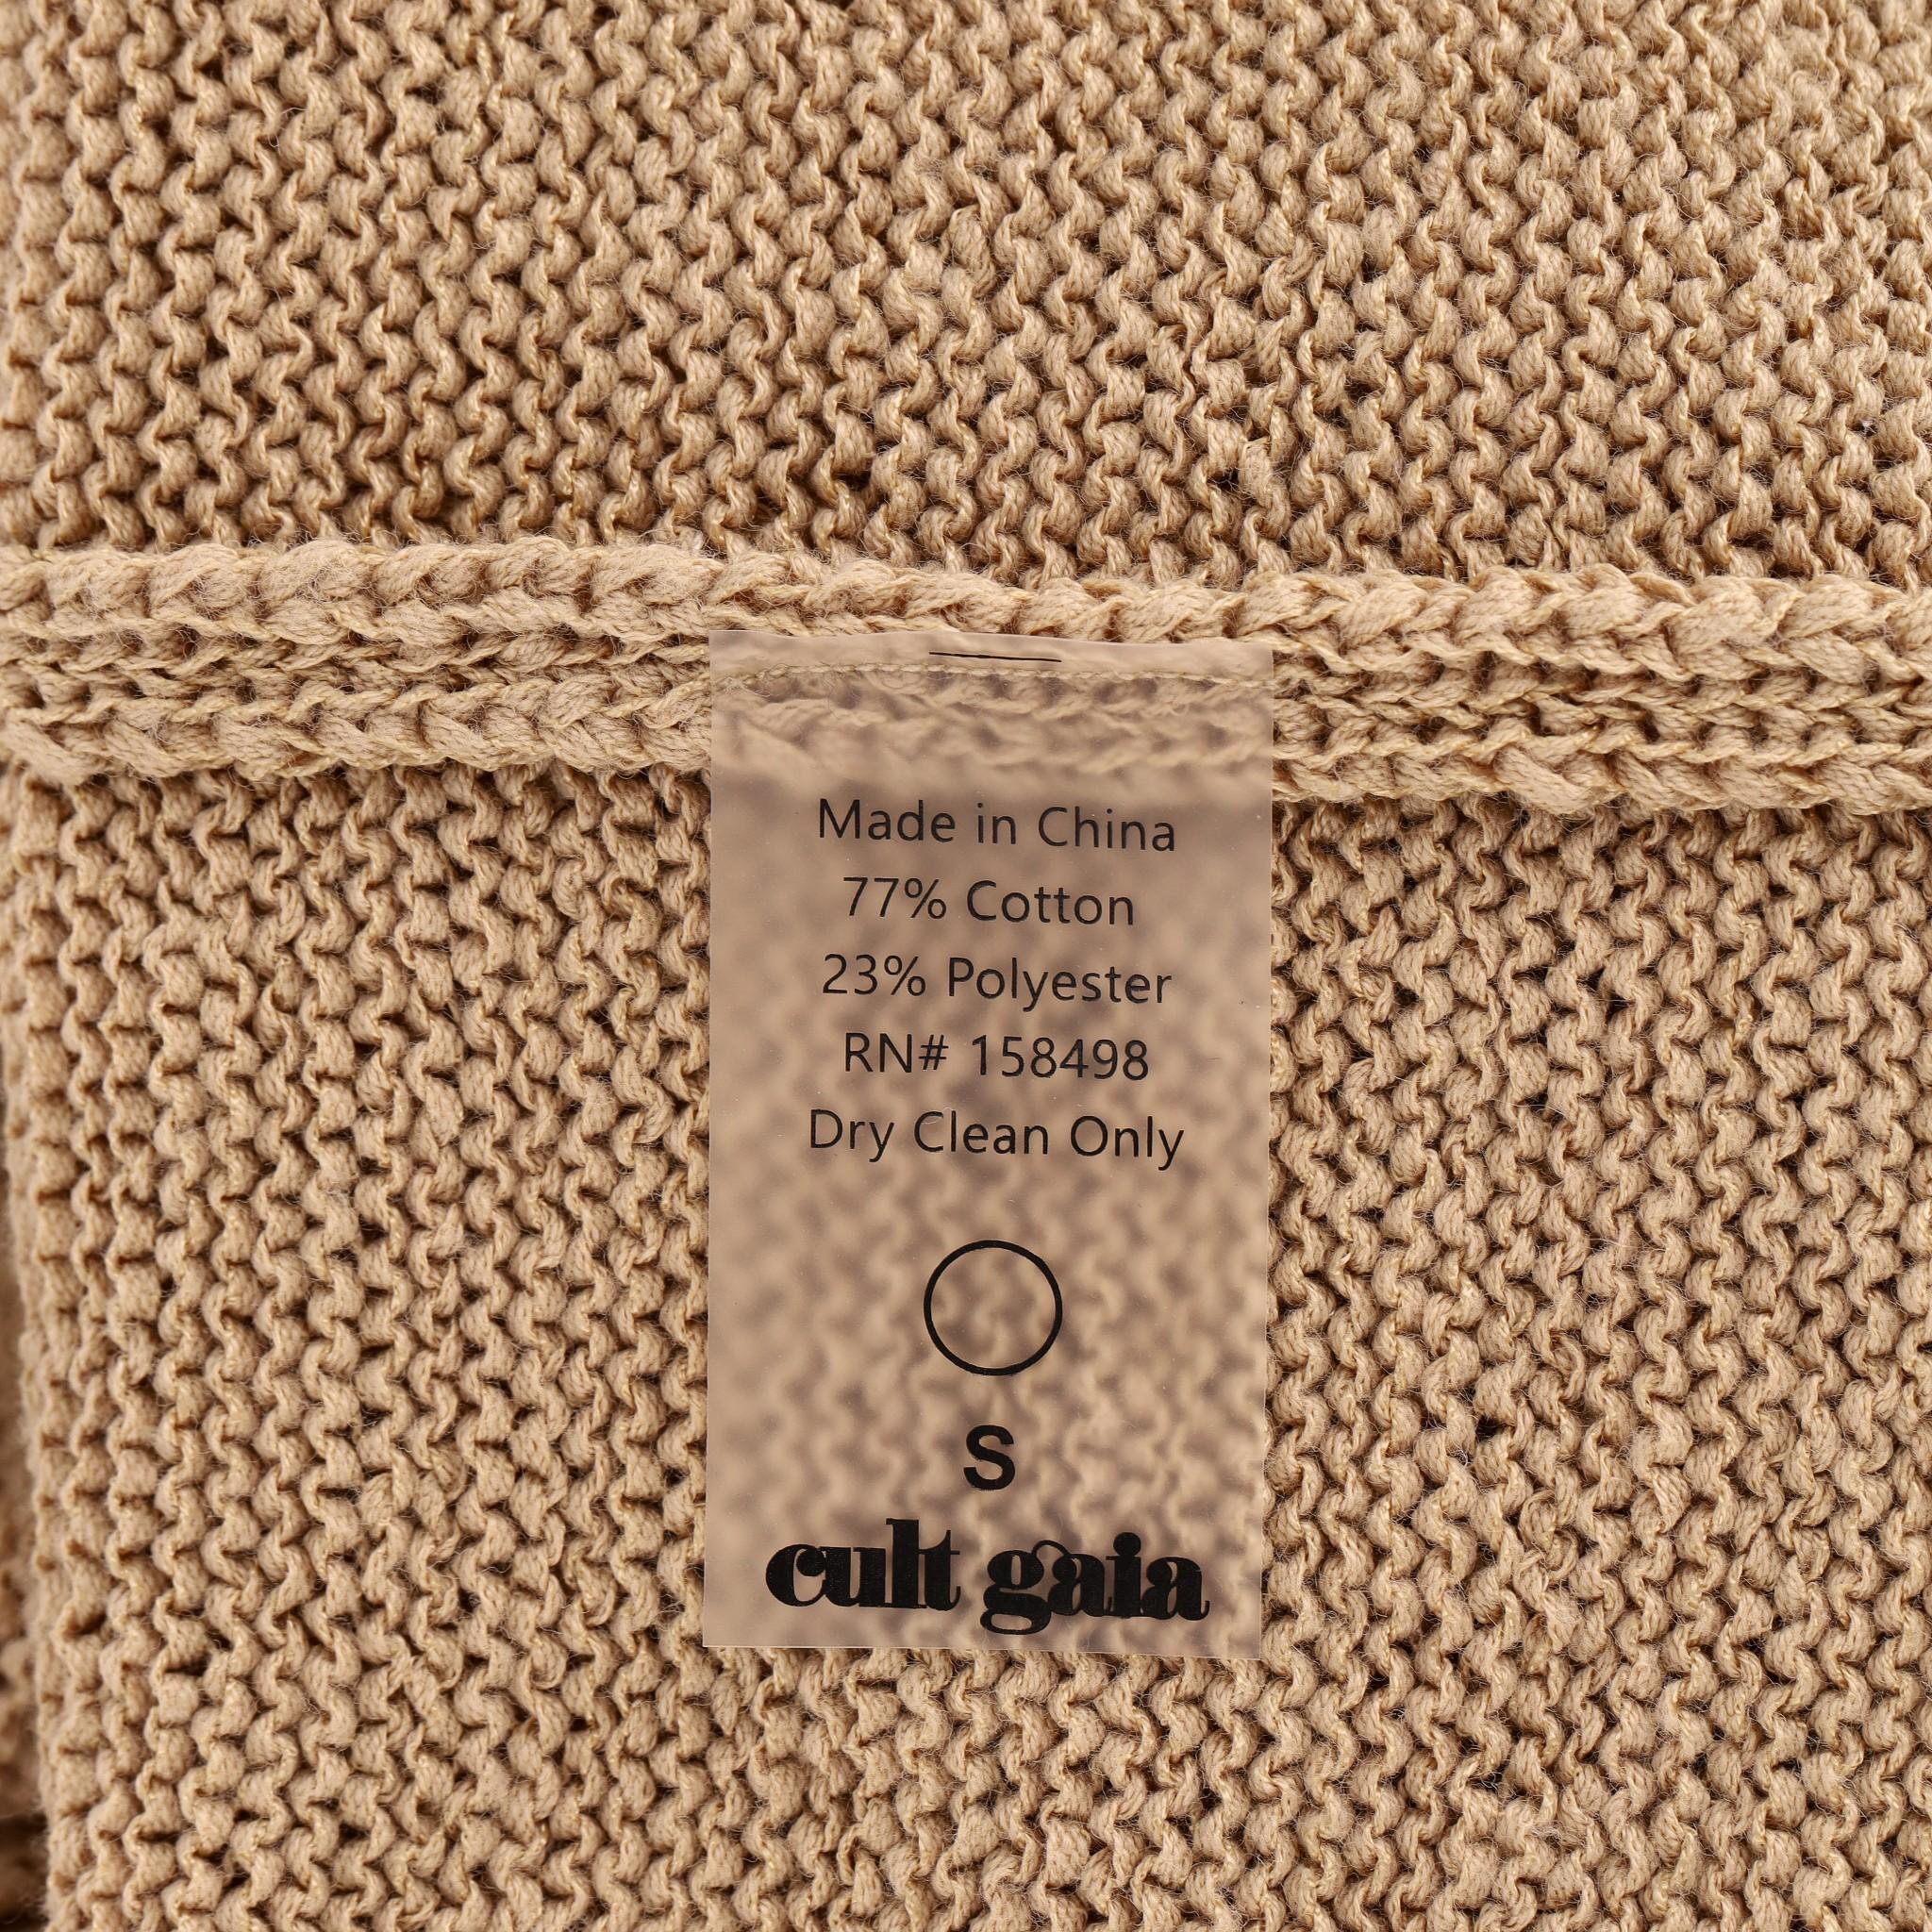 Made in China
77% Cotton
23% Polyester
RN# 158498
Dry Clean Only
S
cult gaia